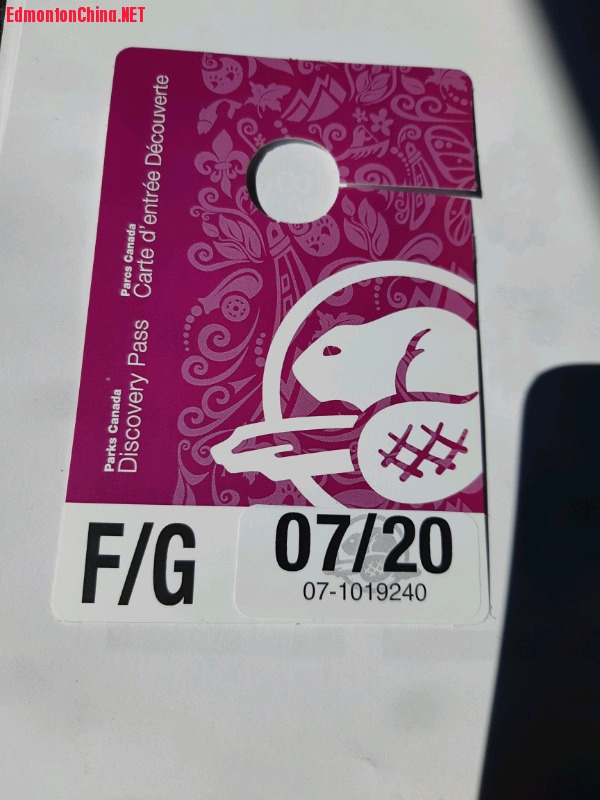 EdmontonChina.NET
Parks Canada
Discovery Pass
Parcs Canada
Carte d'entrée Découverte
F/G
07/20
07-1019240